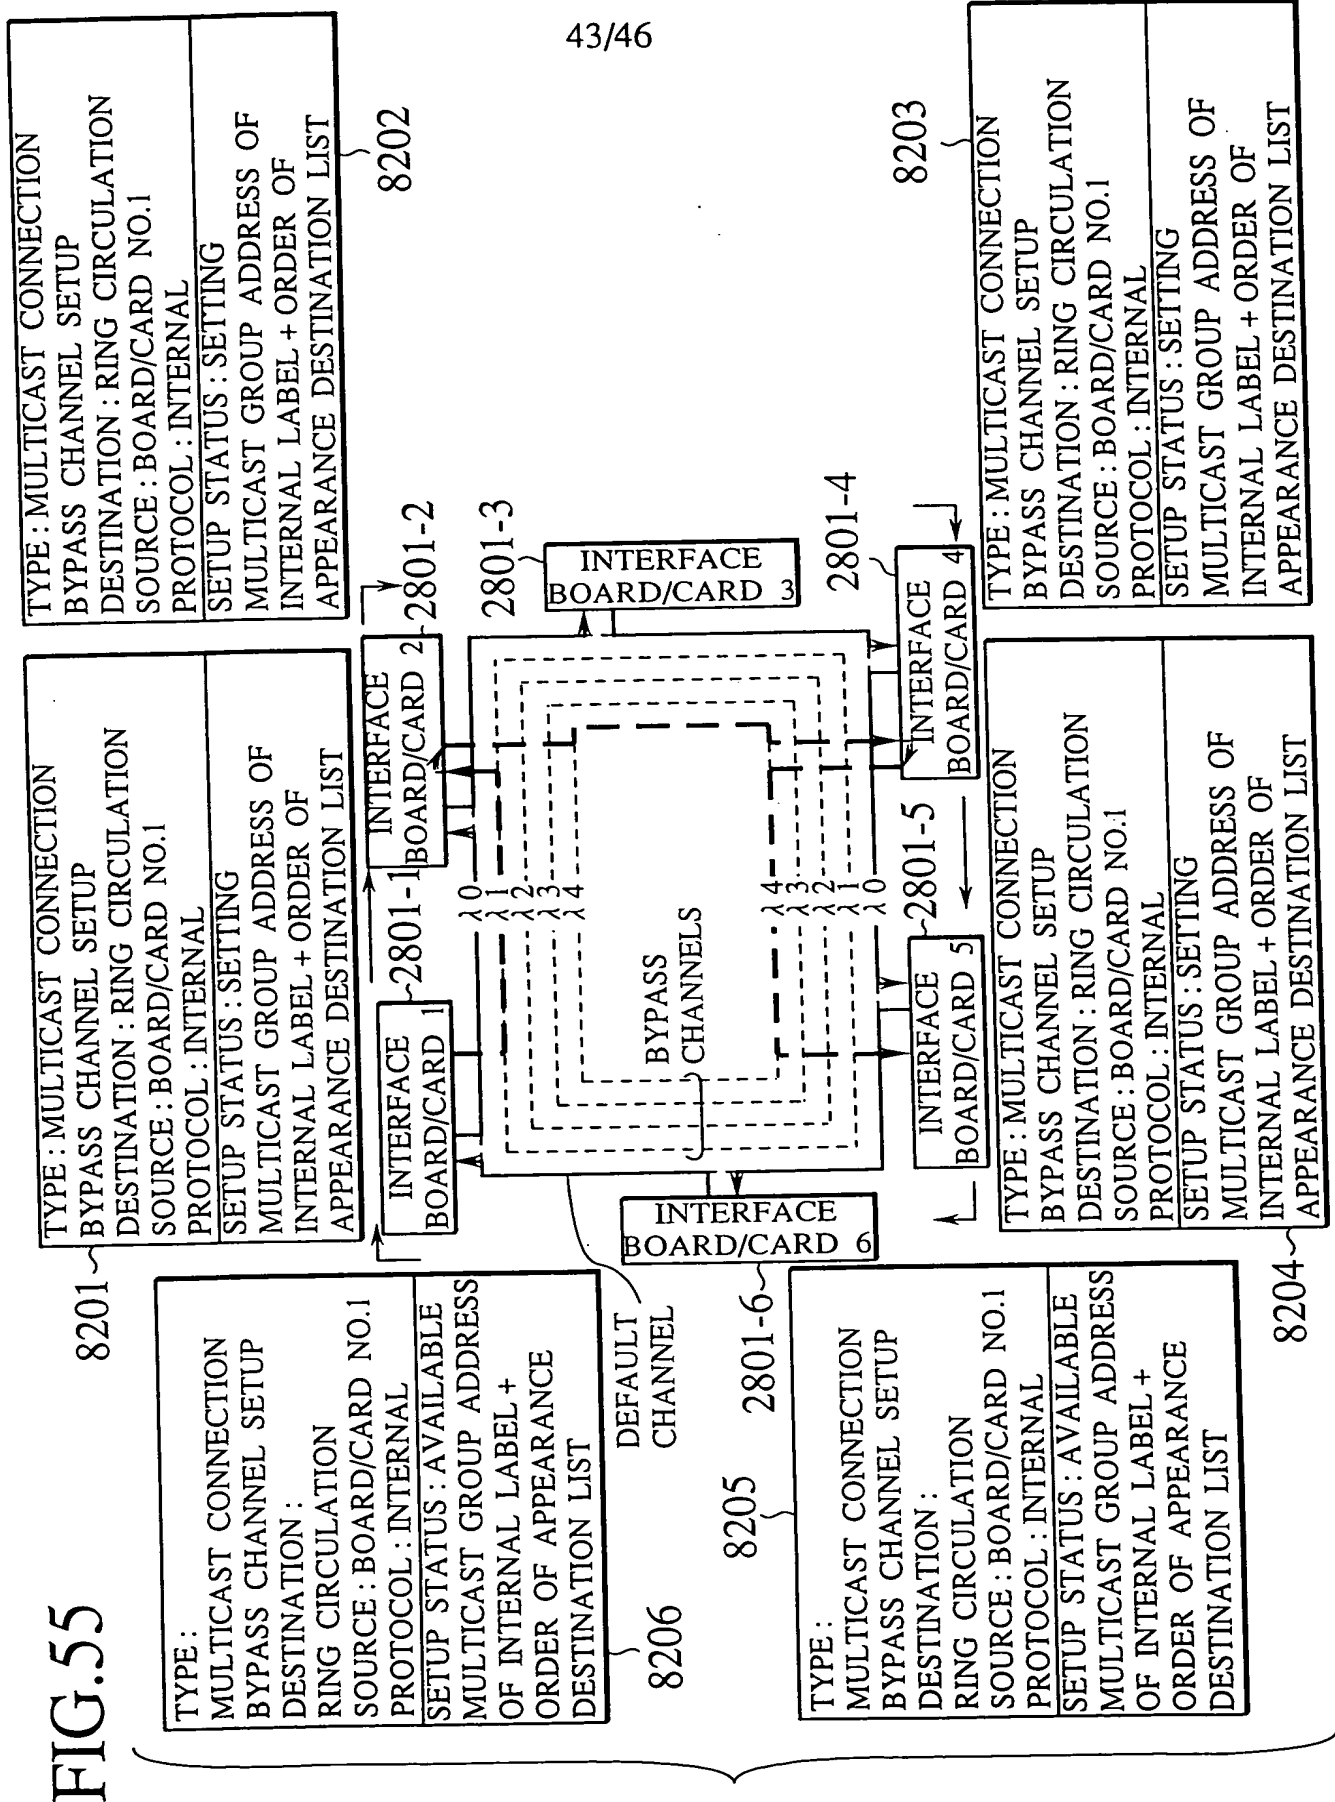 43/46
FIG.55
8201
TYPE : MULTICAST CONNECTION
BYPASS CHANNEL SETUP
DESTINATION : RING CIRCULATION
SOURCE : BOARD/CARD NO.1
PROTOCOL : INTERNAL
SETUP STATUS : SETTING
MULTICAST GROUP ADDRESS OF
INTERNAL LABEL + ORDER OF
APPEARANCE DESTINATION LIST
TYPE : MULTICAST CONNECTION
BYPASS CHANNEL SETUP
DESTINATION : RING CIRCULATION
SOURCE : BOARD/CARD NO.1
PROTOCOL : INTERNAL
SETUP STATUS : SETTING
MULTICAST GROUP ADDRESS OF
INTERNAL LABEL + ORDER OF
APPEARANCE DESTINATION LIST
8202
TYPE :
MULTICAST CONNECTION
BYPASS CHANNEL SETUP
DESTINATION :
RING CIRCULATION
SOURCE : BOARD/CARD NO.1
PROTOCOL : INTERNAL
SETUP STATUS : AVAILABLE
MULTICAST GROUP ADDRESS
OF INTERNAL LABEL +
ORDER OF APPEARANCE
DESTINATION LIST
8206
INTERFACE
BOARD/CARD 1
2801-1
INTERFACE
BOARD/CARD 2
2801-2
2801-3
INTERFACE
BOARD/CARD 3
λ 0
λ 1
λ 2
λ 3
λ 4
BYPASS
CHANNELS
λ 4
λ 3
λ 2
λ 1
λ 0
DEFAULT
CHANNEL
INTERFACE
BOARD/CARD 6
2801-6
INTERFACE
BOARD/CARD 5
2801-5
INTERFACE
BOARD/CARD 4
2801-4
8205
TYPE :
MULTICAST CONNECTION
BYPASS CHANNEL SETUP
DESTINATION :
RING CIRCULATION
SOURCE : BOARD/CARD NO.1
PROTOCOL : INTERNAL
SETUP STATUS : AVAILABLE
MULTICAST GROUP ADDRESS
OF INTERNAL LABEL +
ORDER OF APPEARANCE
DESTINATION LIST
TYPE : MULTICAST CONNECTION
BYPASS CHANNEL SETUP
DESTINATION : RING CIRCULATION
SOURCE : BOARD/CARD NO.1
PROTOCOL : INTERNAL
SETUP STATUS : SETTING
MULTICAST GROUP ADDRESS OF
INTERNAL LABEL + ORDER OF
APPEARANCE DESTINATION LIST
8204
8203
TYPE : MULTICAST CONNECTION
BYPASS CHANNEL SETUP
DESTINATION : RING CIRCULATION
SOURCE : BOARD/CARD NO.1
PROTOCOL : INTERNAL
SETUP STATUS : SETTING
MULTICAST GROUP ADDRESS OF
INTERNAL LABEL + ORDER OF
APPEARANCE DESTINATION LIST